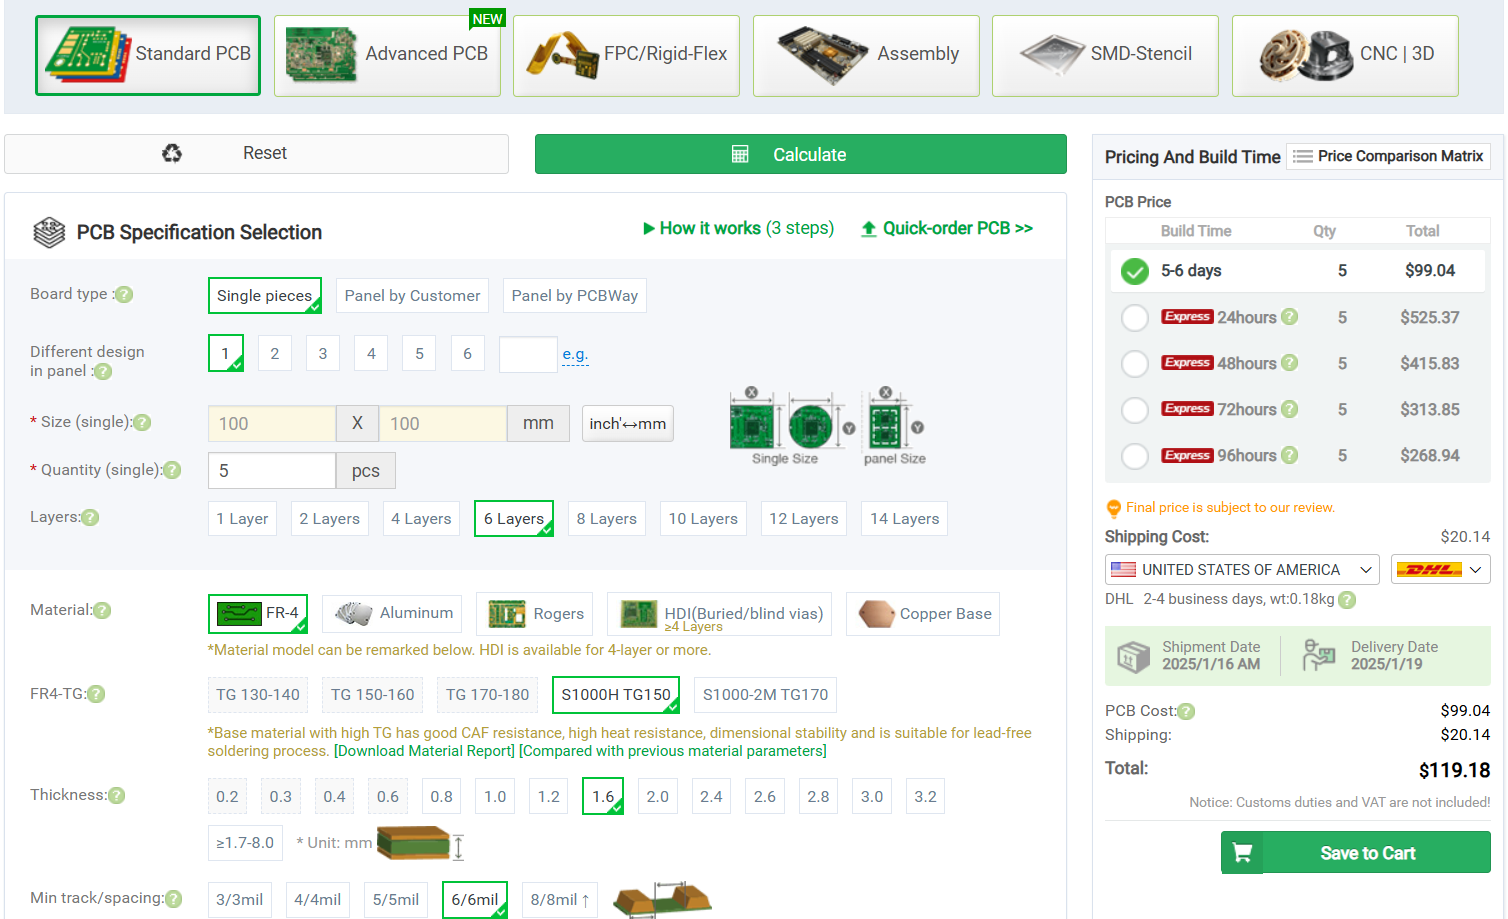 NEW
Standard PCB
Advanced PCB
FPC/Rigid-Flex
Assembly
SMD-Stencil
CNC | 3D
Reset
Calculate
PCB Specification Selection
How it works (3 steps)
Quick-order PCB >>
Board type :?
Single pieces
Panel by Customer
Panel by PCBWay
Different design
in panel :?
1 2 3 4 5 6 e.g.
* Size (single):?
100 X 100 mm
inch'↔mm
X X
Y Y
Single Size
panel Size
* Quantity (single):?
5 pcs
Layers:?
1 Layer
2 Layers
4 Layers
6 Layers
8 Layers
10 Layers
12 Layers
14 Layers
Material:?
FR-4
Aluminum
Rogers
HDI(Buried/blind vias)
≥4 Layers
Copper Base
*Material model can be remarked below. HDI is available for 4-layer or more.
FR4-TG:?
TG 130-140
TG 150-160
TG 170-180
S1000H TG150
S1000-2M TG170
*Base material with high TG has good CAF resistance, high heat resistance, dimensional stability and is suitable for lead-free
soldering process. [Download Material Report] [Compared with previous material parameters]
Thickness:?
0.2 0.3 0.4 0.6 0.8 1.0 1.2 1.6 2.0 2.4 2.6 2.8 3.0 3.2
≥1.7-8.0 * Unit: mm
Min track/spacing:?
3/3mil
4/4mil
5/5mil
6/6mil
8/8mil ↑
Pricing And Build Time
Price Comparison Matrix
PCB Price
Build Time Qty Total
5-6 days 5 $99.04
Express 24hours ? 5 $525.37
Express 48hours ? 5 $415.83
Express 72hours ? 5 $313.85
Express 96hours ? 5 $268.94
Final price is subject to our review.
Shipping Cost: $20.14
UNITED STATES OF AMERICA
DHL
DHL 2-4 business days, wt:0.18kg ?
Shipment Date
2025/1/16 AM
Delivery Date
2025/1/19
PCB Cost:? $99.04
Shipping: $20.14
Total: $119.18
Notice: Customs duties and VAT are not included!
Save to Cart